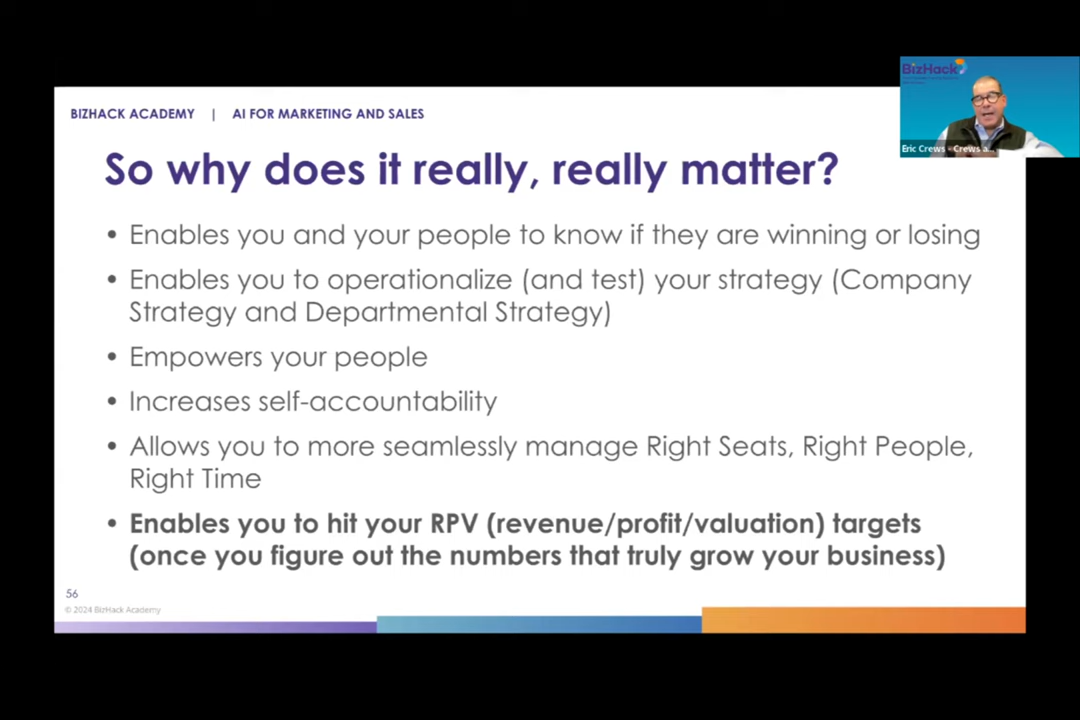 BizHack
Eric Crews - Crews a...
BIZHACK ACADEMY | AI FOR MARKETING AND SALES
So why does it really, really matter?
• Enables you and your people to know if they are winning or losing
• Enables you to operationalize (and test) your strategy (Company
Strategy and Departmental Strategy)
• Empowers your people
• Increases self-accountability
• Allows you to more seamlessly manage Right Seats, Right People,
Right Time
• Enables you to hit your RPV (revenue/profit/valuation) targets
(once you figure out the numbers that truly grow your business)
56
© 2024 BizHack Academy